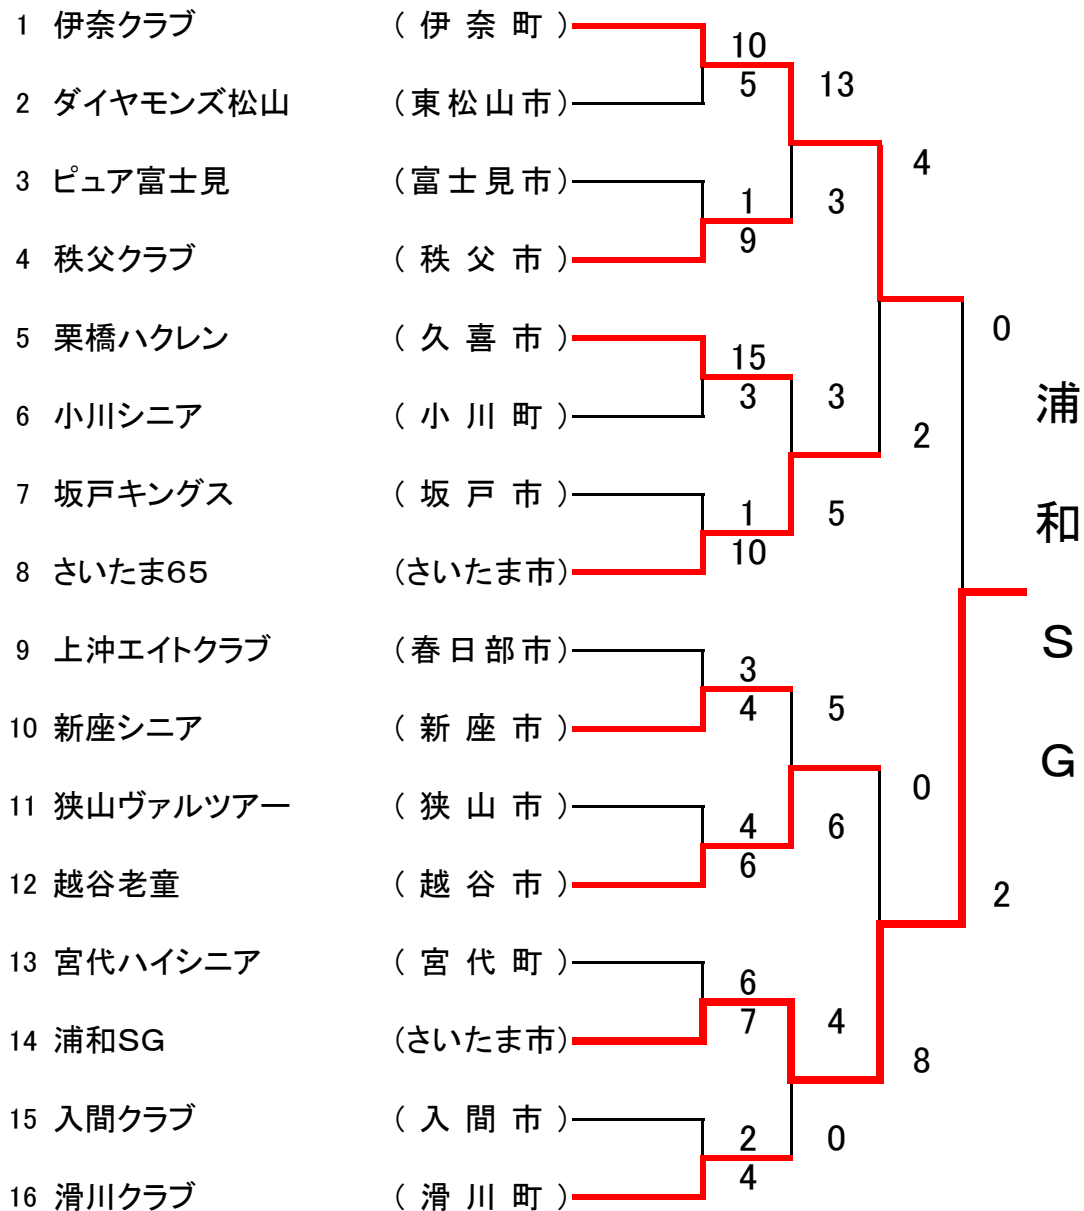 1 伊奈クラブ (伊奈町)
10
5 13
2 ダイヤモンズ松山 (東松山市)
4
3 ピュア富士見 (富士見市)
1 3
9
4 秩父クラブ (秩父市)
0
5 栗橋ハクレン (久喜市)
15
3 3
6 小川シニア (小川町)
2
7 坂戸キングス (坂戸市)
1 5
10
8 さいたま65 (さいたま市)
9 上沖エイトクラブ (春日部市)
3
4 5
10 新座シニア (新座市)
0
11 狭山ヴァルツアー (狭山市)
4 6
6
12 越谷老童 (越谷市)
2
13 宮代ハイシニア (宮代町)
6
7 4
14 浦和SG (さいたま市)
8
15 入間クラブ (入間市)
2 0
4
16 滑川クラブ (滑川町)
浦和SG